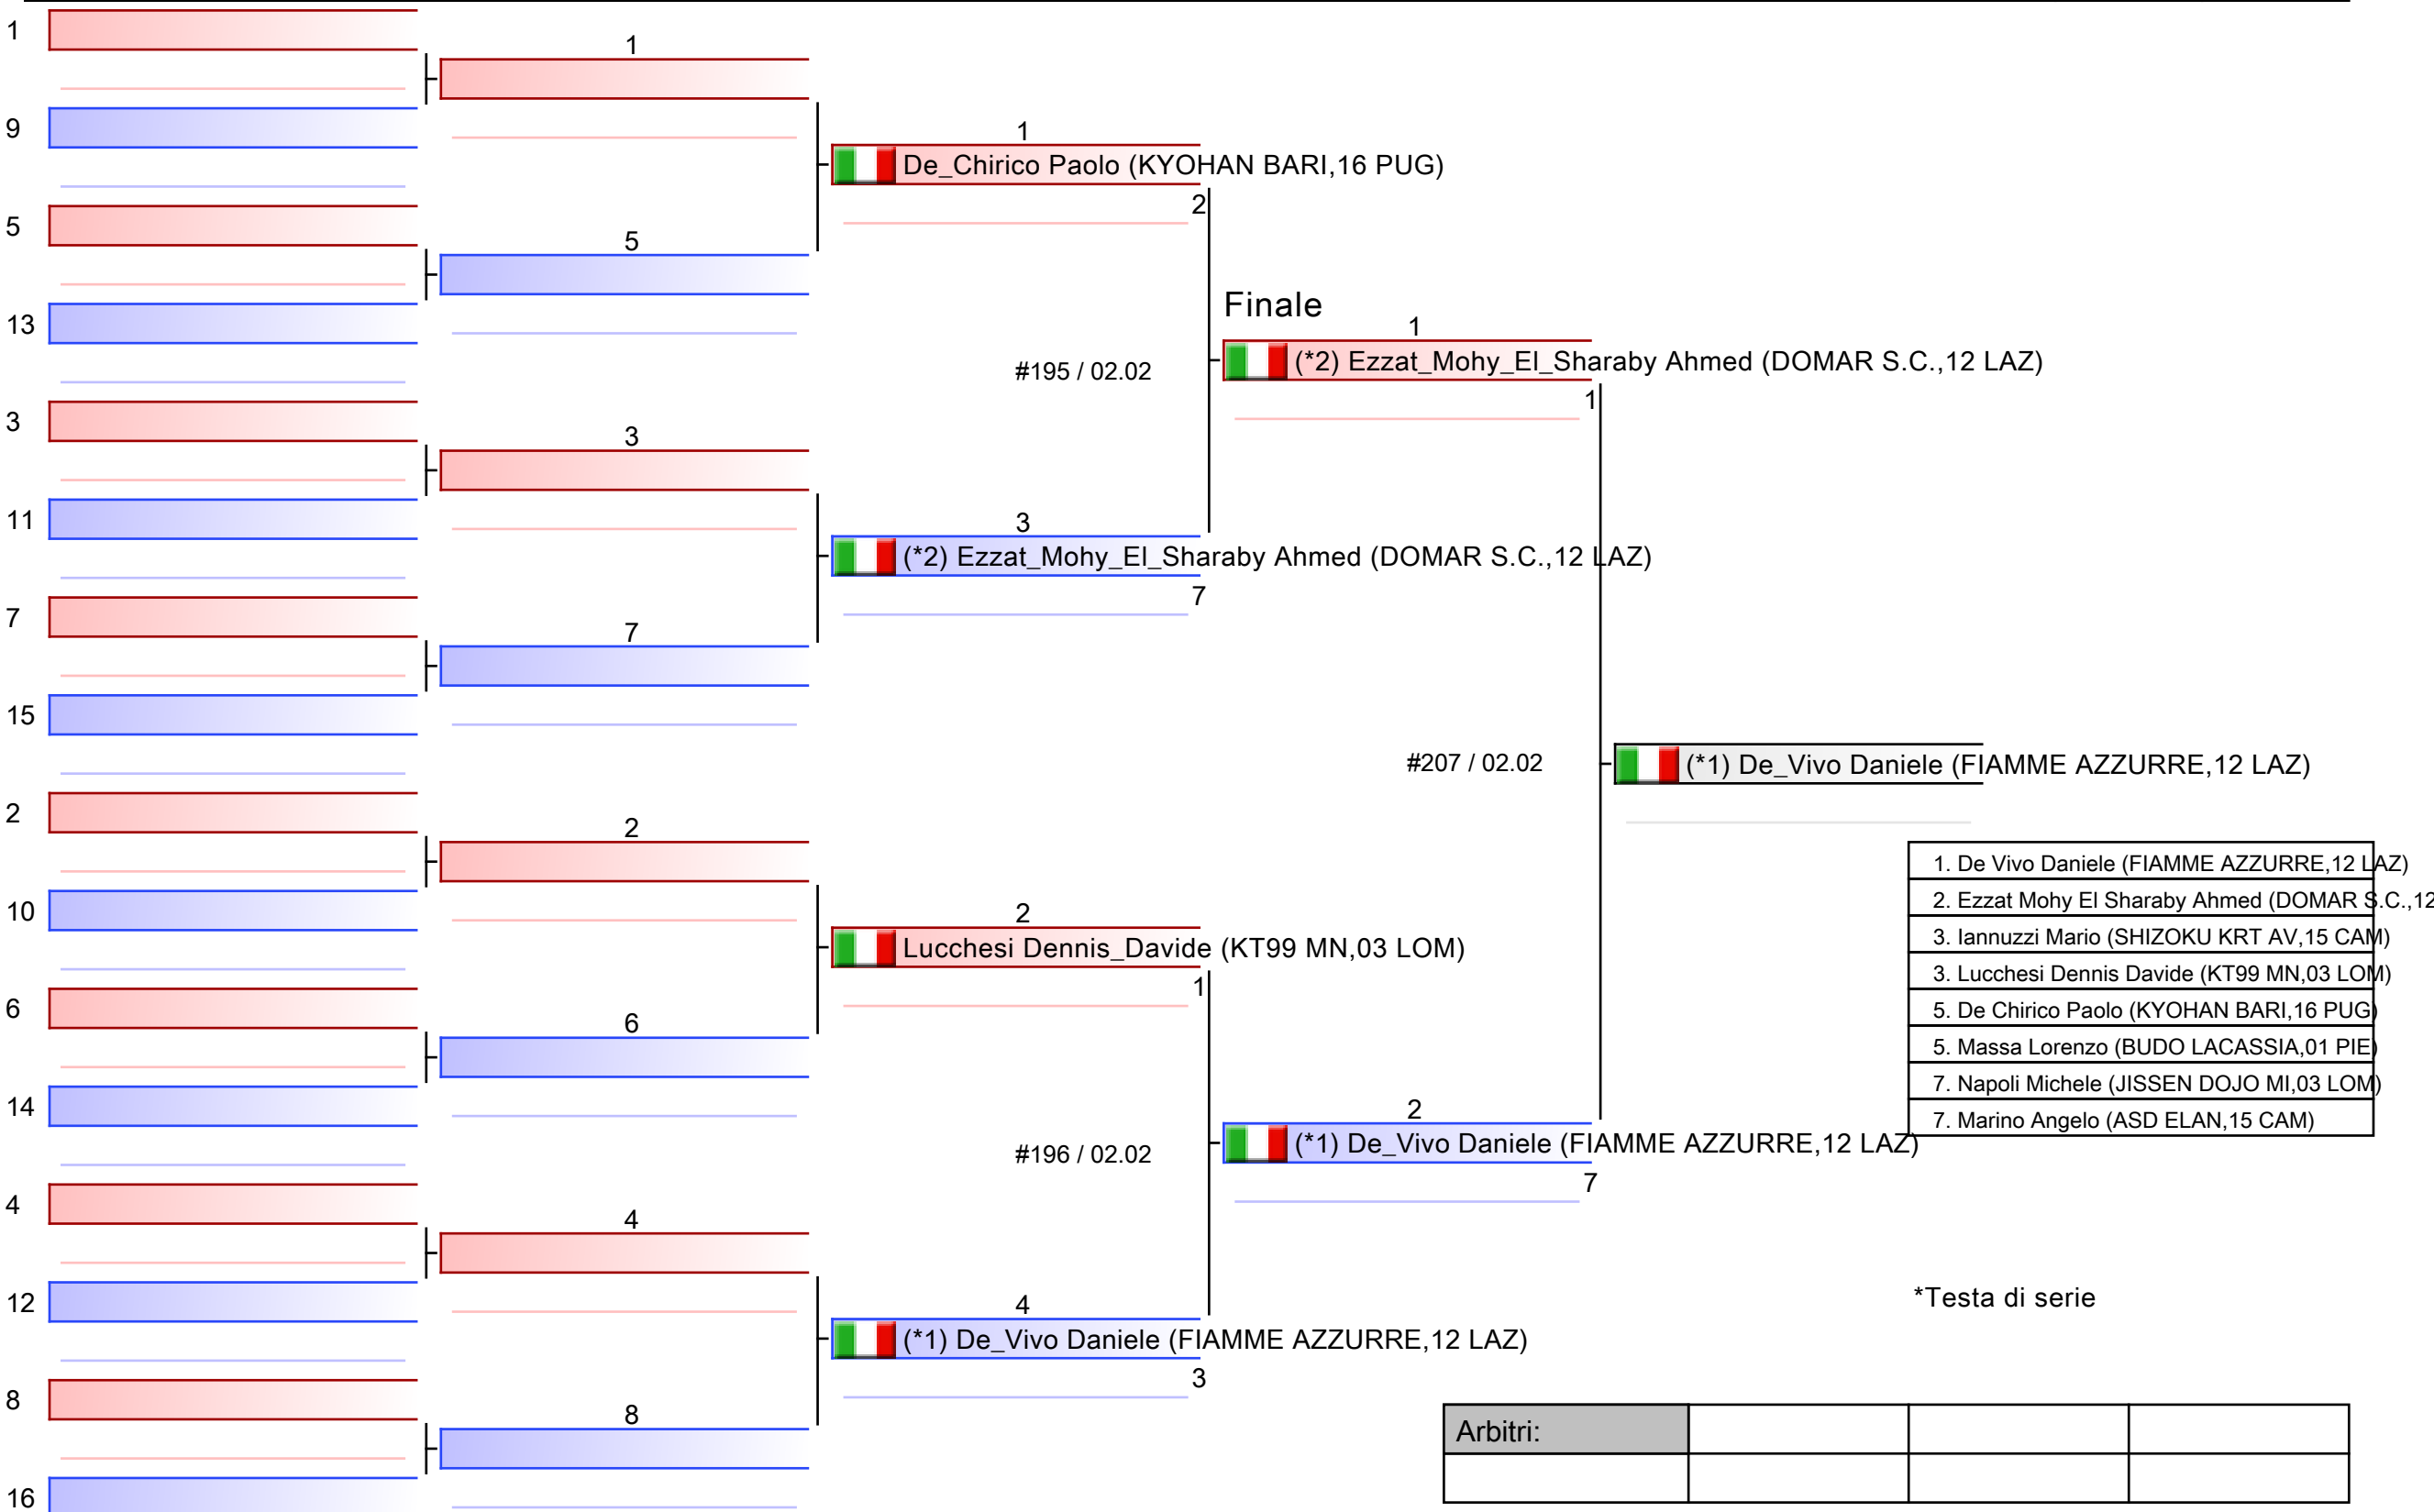 1
9
5
13
3
11
7
15
2
10
6
14
4
12
8
16
1
5
3
7
2
6
4
8
1
De_Chirico Paolo (KYOHAN BARI,16 PUG)
2
#195 / 02.02
3
(*2) Ezzat_Mohy_El_Sharaby Ahmed (DOMAR S.C.,12 LAZ)
7
2
Lucchesi Dennis_Davide (KT99 MN,03 LOM)
1
#196 / 02.02
4
(*1) De_Vivo Daniele (FIAMME AZZURRE,12 LAZ)
3
Finale
1
(*2) Ezzat_Mohy_El_Sharaby Ahmed (DOMAR S.C.,12 LAZ)
1
#207 / 02.02
2
(*1) De_Vivo Daniele (FIAMME AZZURRE,12 LAZ)
7
(*1) De_Vivo Daniele (FIAMME AZZURRE,12 LAZ)
1. De Vivo Daniele (FIAMME AZZURRE,12 LAZ)
2. Ezzat Mohy El Sharaby Ahmed (DOMAR S.C.,12
3. Iannuzzi Mario (SHIZOKU KRT AV,15 CAM)
3. Lucchesi Dennis Davide (KT99 MN,03 LOM)
5. De Chirico Paolo (KYOHAN BARI,16 PUG)
5. Massa Lorenzo (BUDO LACASSIA,01 PIE)
7. Napoli Michele (JISSEN DOJO MI,03 LOM)
7. Marino Angelo (ASD ELAN,15 CAM)
*Testa di serie
Arbitri: